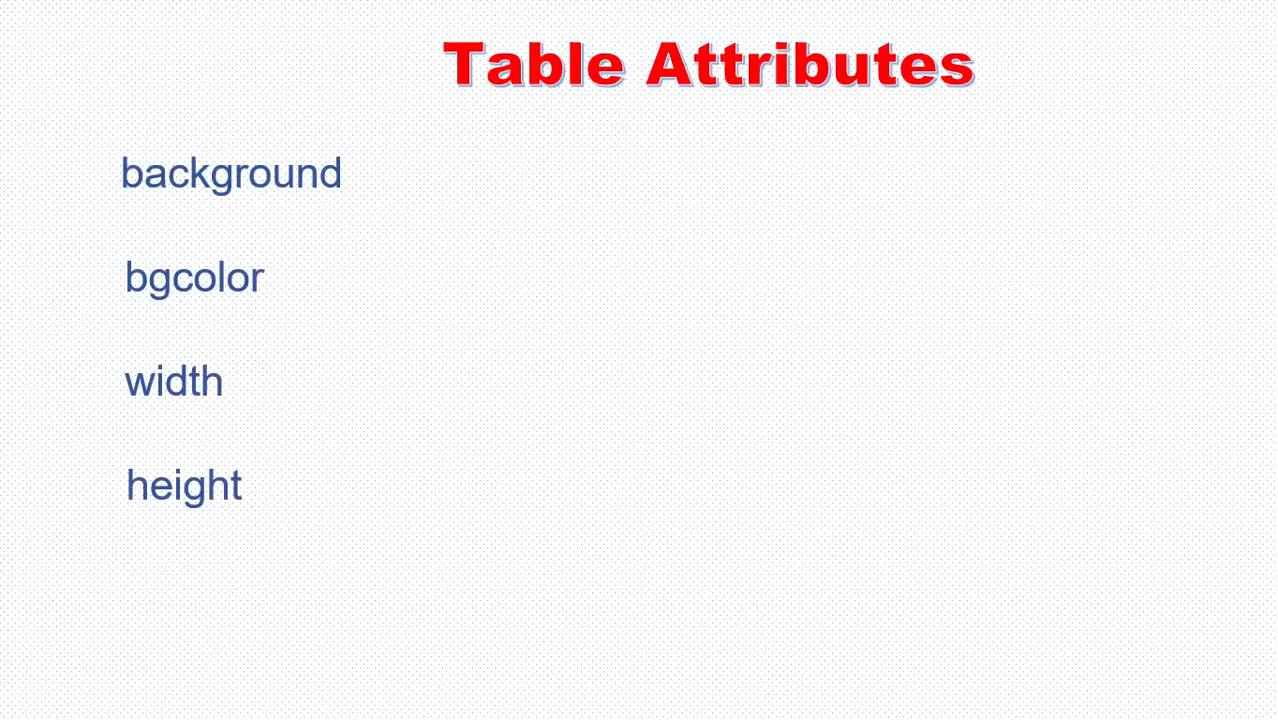 Table Attributes
background
bgcolor
width
height